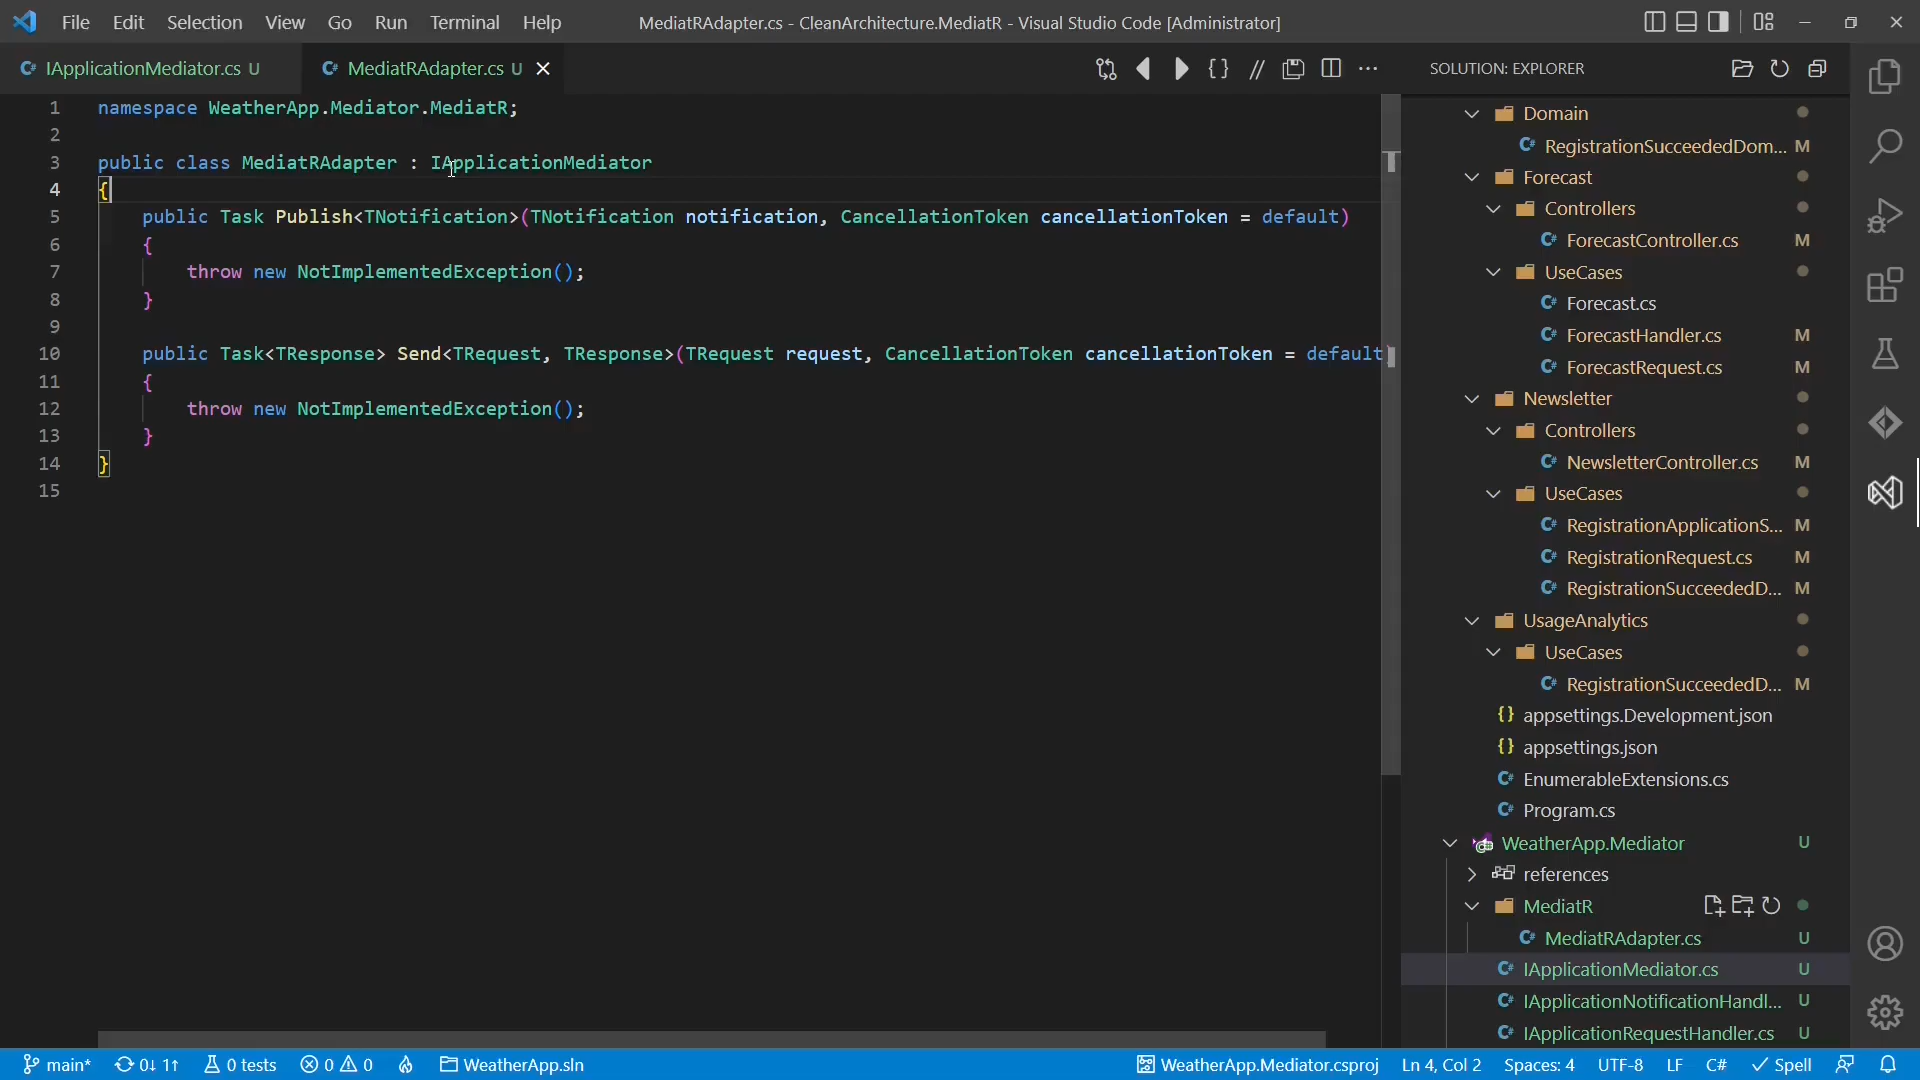 File Edit Selection View Go Run Terminal Help
MediatRAdapter.cs - CleanArchitecture.MediatR - Visual Studio Code [Administrator]
IApplicationMediator.cs U
MediatRAdapter.cs U
1 namespace WeatherApp.Mediator.MediatR;
2
3 public class MediatRAdapter : IApplicationMediator
4 {
5 public Task Publish<TNotification>(TNotification notification, CancellationToken cancellationToken = default)
6 {
7 throw new NotImplementedException();
8 }
9
10 public Task<TResponse> Send<TRequest, TResponse>(TRequest request, CancellationToken cancellationToken = default)
11 {
12 throw new NotImplementedException();
13 }
14 }
15
SOLUTION: EXPLORER
Domain
RegistrationSucceededDom... M
Forecast
Controllers
ForecastController.cs M
UseCases
Forecast.cs
ForecastHandler.cs M
ForecastRequest.cs M
Newsletter
Controllers
NewsletterController.cs M
UseCases
RegistrationApplicationS... M
RegistrationRequest.cs M
RegistrationSucceededD... M
UsageAnalytics
UseCases
RegistrationSucceededD... M
appsettings.Development.json
appsettings.json
EnumerableExtensions.cs
Program.cs
WeatherApp.Mediator U
references
MediatR
MediatRAdapter.cs U
IApplicationMediator.cs U
IApplicationNotificationHandl... U
IApplicationRequestHandler.cs U
main* 0↓ 1↑ 0 tests 0 0 WeatherApp.sln
WeatherApp.Mediator.csproj Ln 4, Col 2 Spaces: 4 UTF-8 LF C# Spell